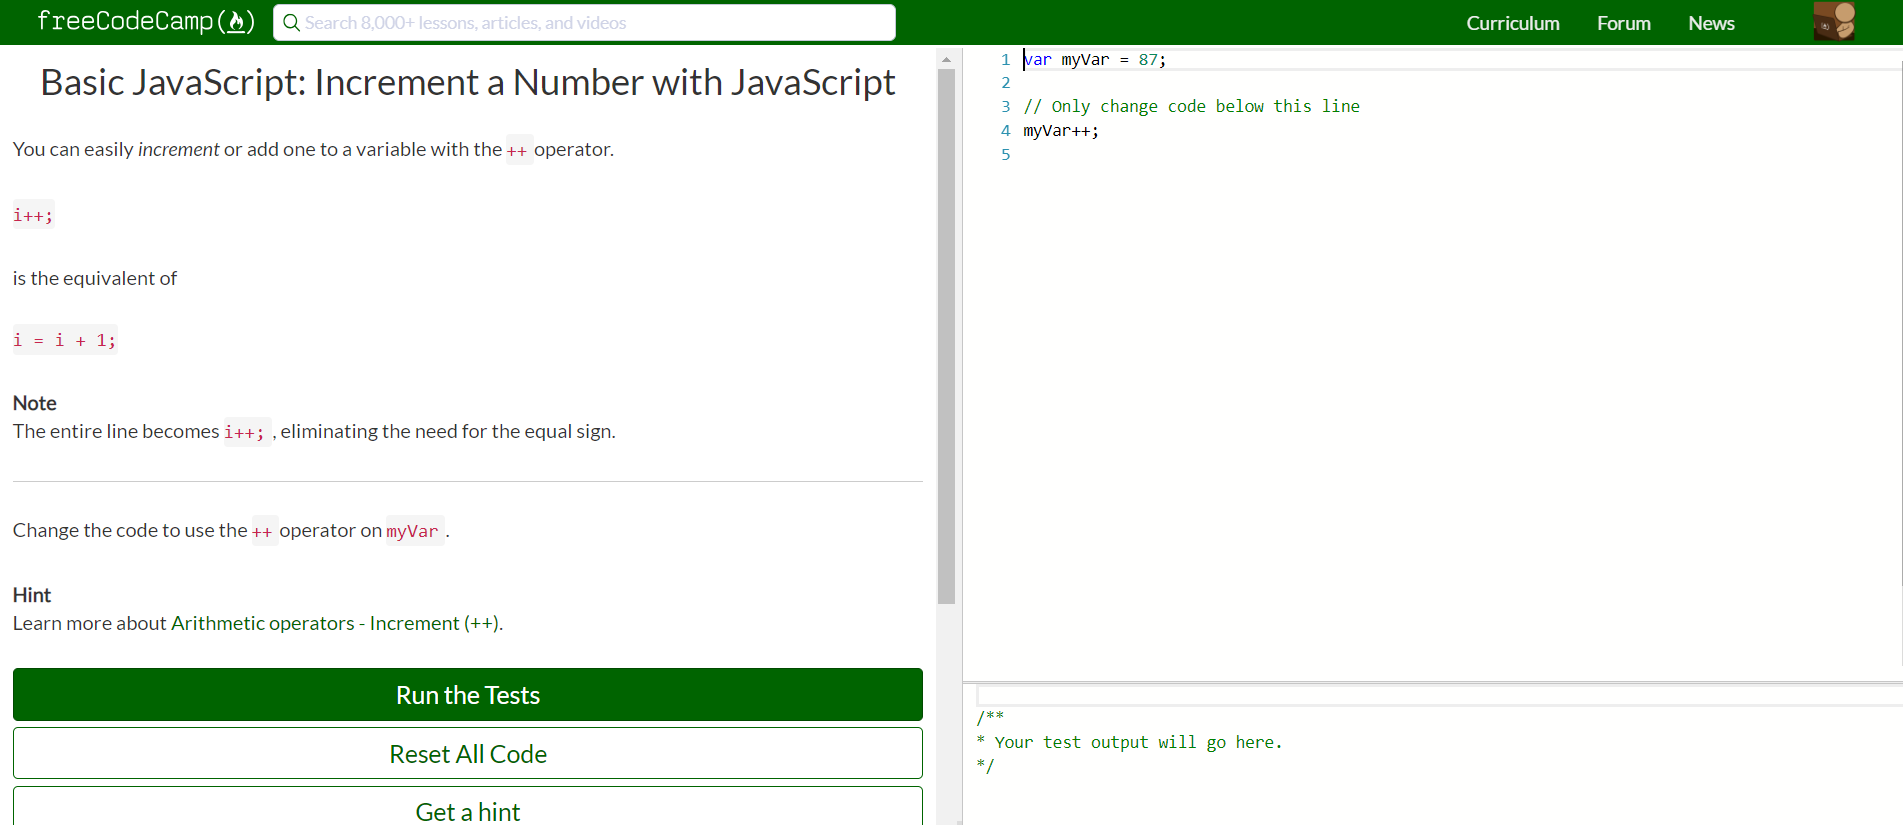 freeCodeCamp
Search 8,000+ lessons, articles, and videos
Curriculum
Forum
News
Basic JavaScript: Increment a Number with JavaScript
You can easily increment or add one to a variable with the ++ operator.
i++;
is the equivalent of
i = i + 1;
Note
The entire line becomes i++; , eliminating the need for the equal sign.
Change the code to use the ++ operator on myVar .
Hint
Learn more about Arithmetic operators - Increment (++).
Run the Tests
Reset All Code
Get a hint
1 var myVar = 87;
2
3 // Only change code below this line
4 myVar++;
5
/**
* Your test output will go here.
*/